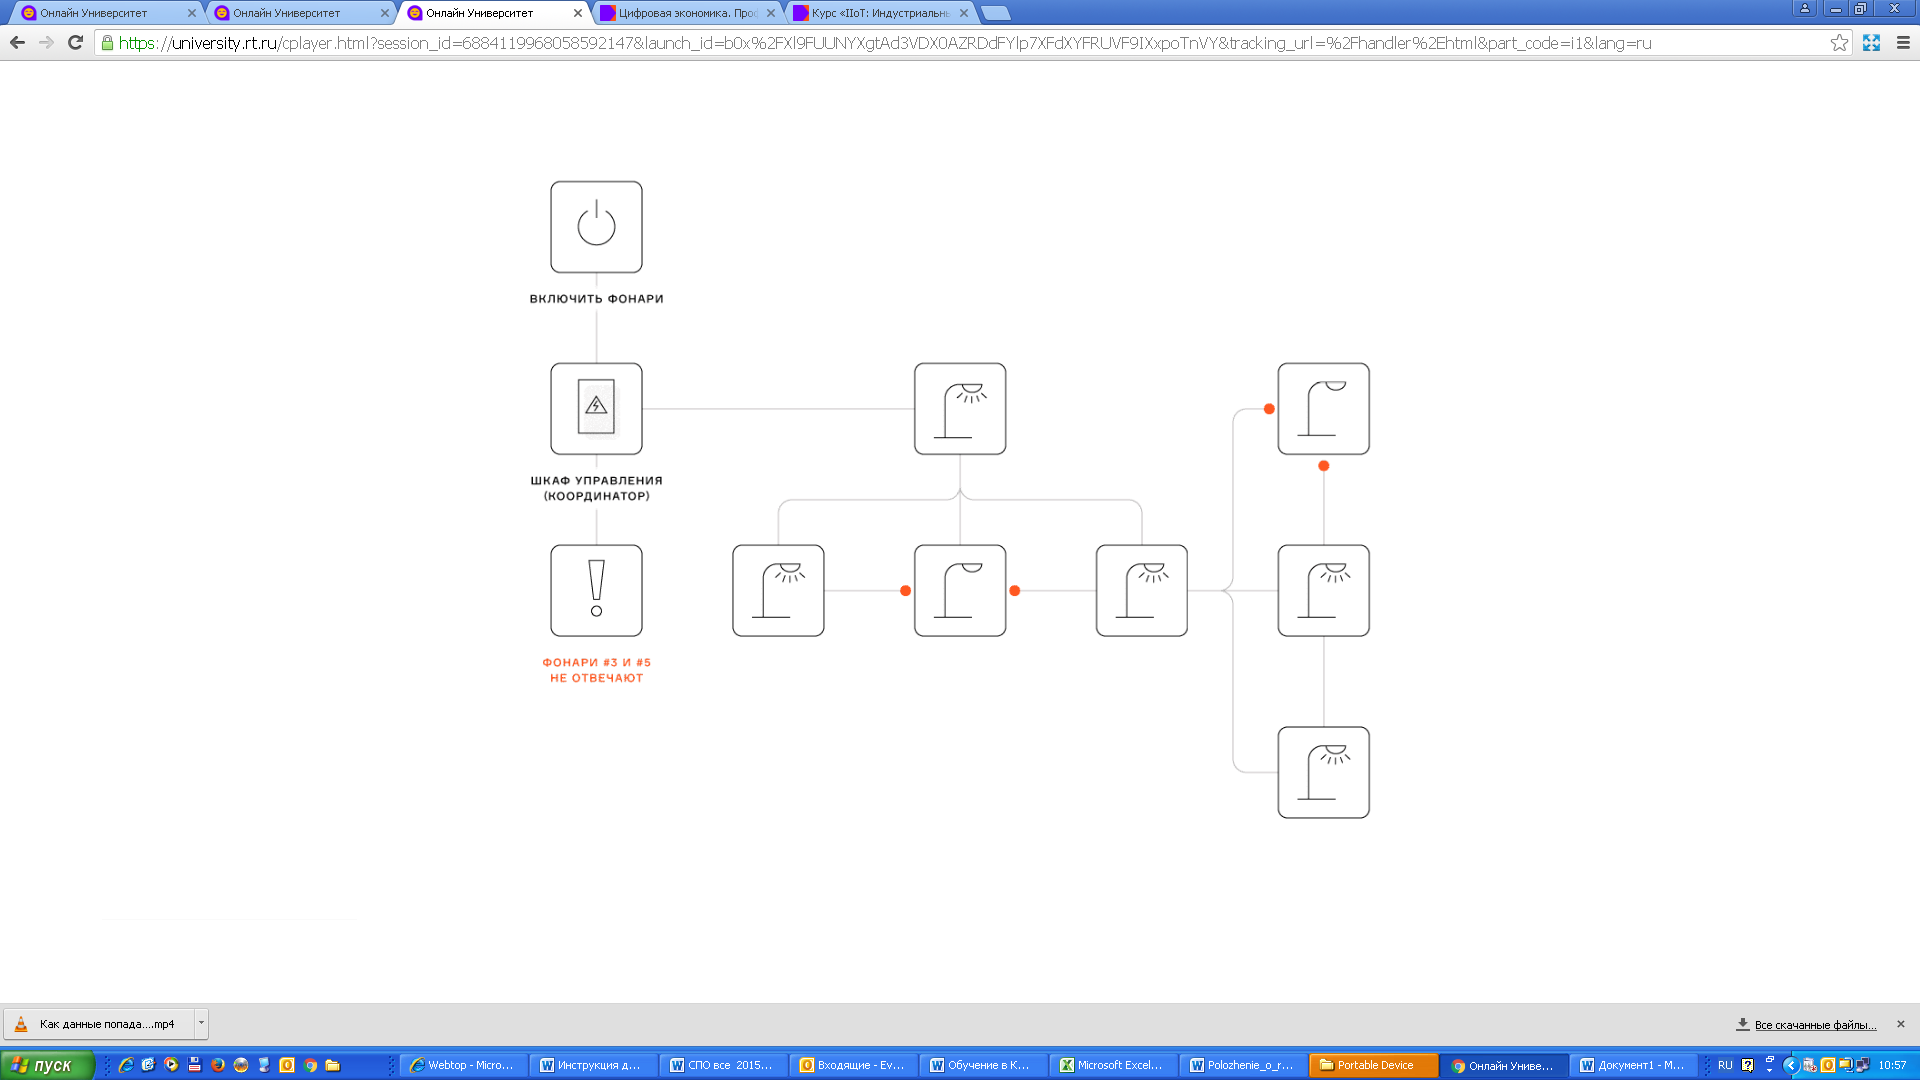 Онлайн Университет
Онлайн Университет
Онлайн Университет
Цифровая экономика. Про
Курс «IIoT: Индустриальны
https://university.rt.ru/cplayer.html?session_id=6884119968058592147&launch_id=b0x%2FXl9FUUNYXgtAd3VDX0AZRDdFYlp7XFdXYFRUVF9IXxpoTnVY&tracking_url=%2Fhandler%2Ehtml&part_code=i1&lang=ru
ВКЛЮЧИТЬ ФОНАРИ
ШКАФ УПРАВЛЕНИЯ
(КООРДИНАТОР)
ФОНАРИ #3 И #5
НЕ ОТВЕЧАЮТ
Как данные попада....mp4
Все скачанные файлы...
пуск
Webtop - Micro...
Инструкция д...
СПО все 2015...
Входящие - Ev...
Обучение в К...
Microsoft Excel...
Polozhenie_o_r...
Portable Device
Онлайн Униве...
Документ1 - M...
RU
10:57